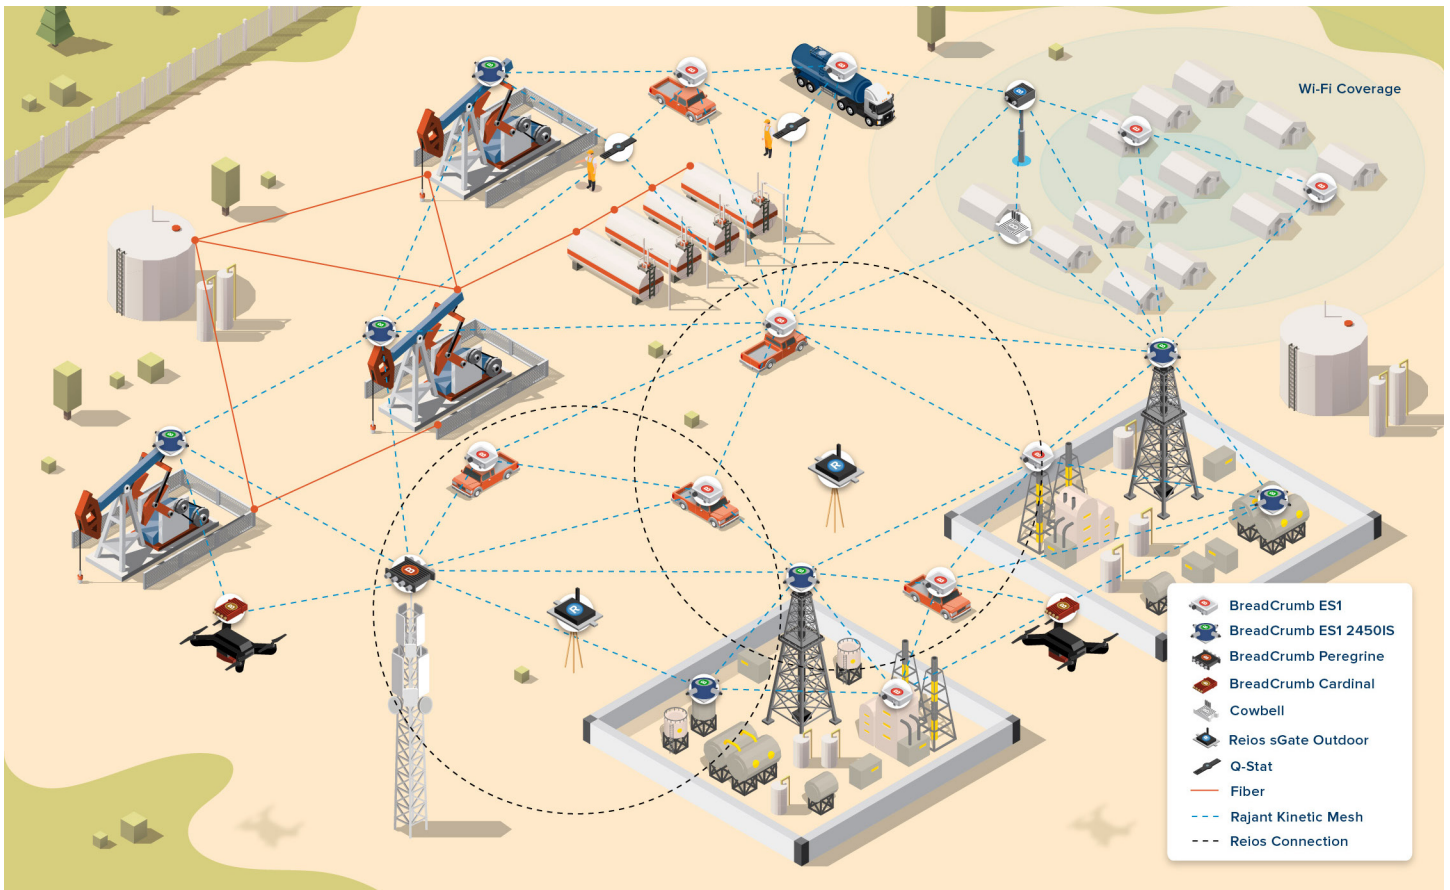 Wi-Fi Coverage
BreadCrumb ES1
BreadCrumb ES1 2450IS
BreadCrumb Peregrine
BreadCrumb Cardinal
Cowbell
Reios sGate Outdoor
Q-Stat
Fiber
Rajant Kinetic Mesh
Reios Connection